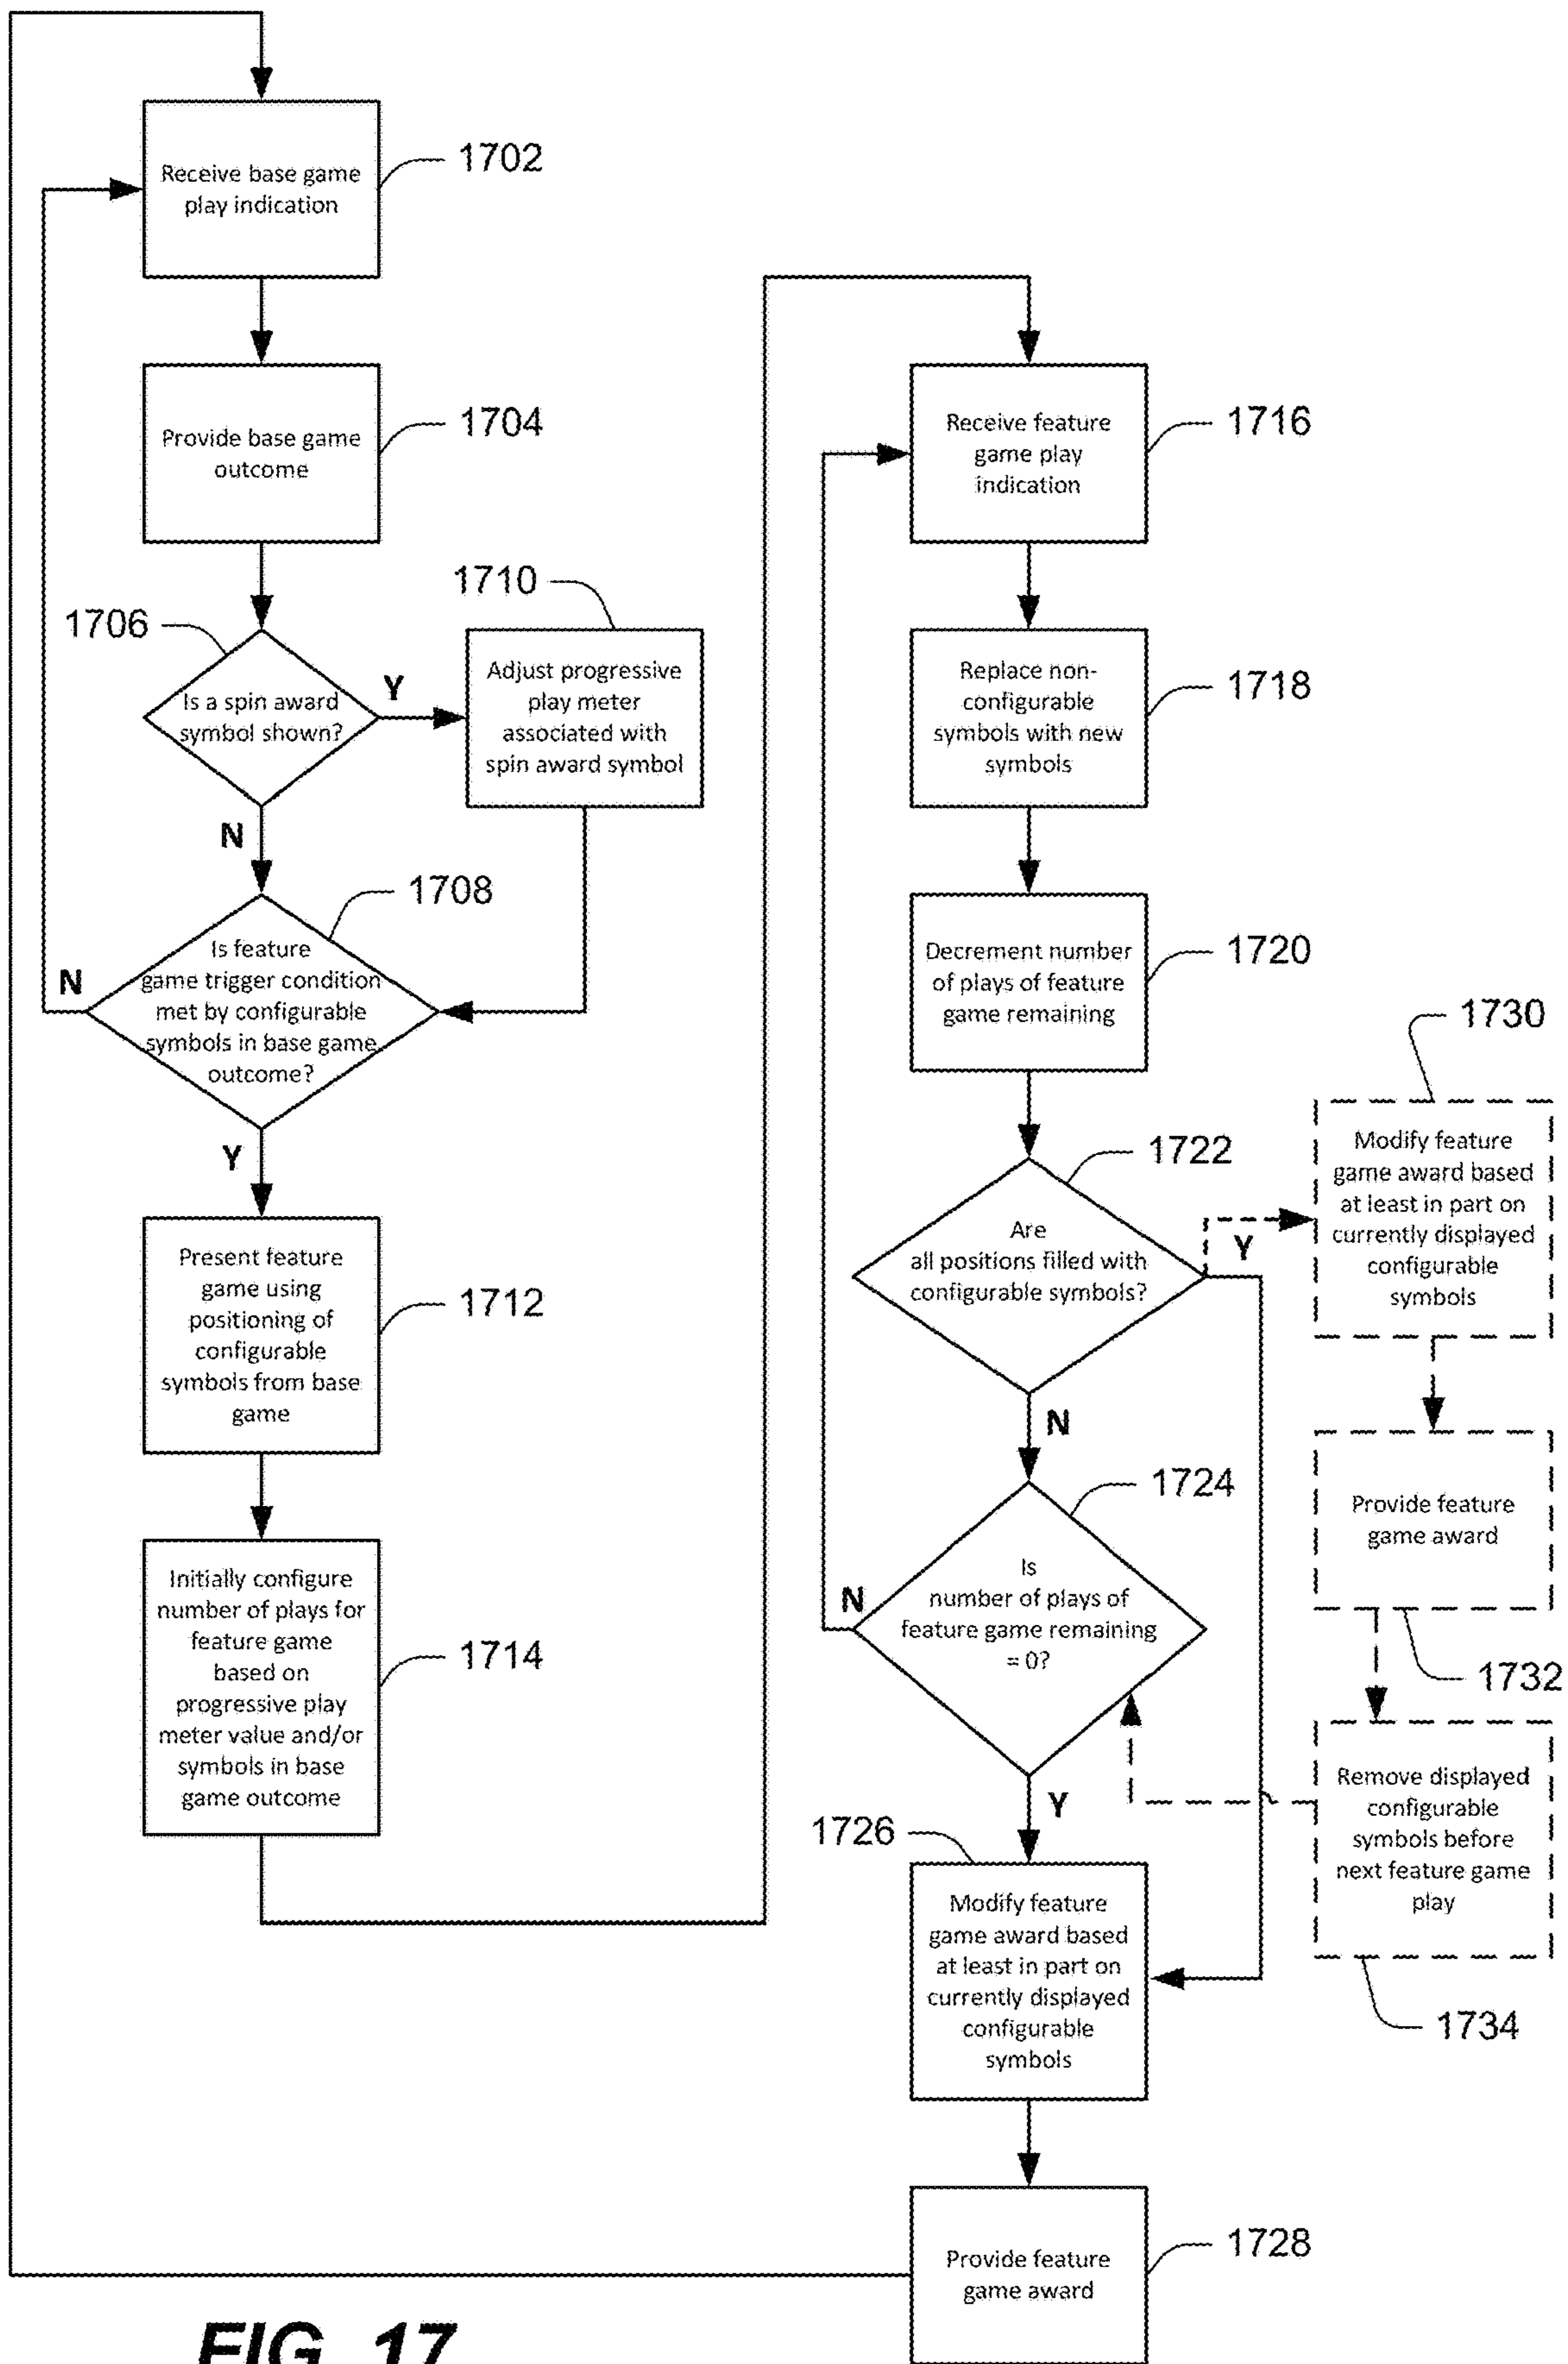 Receive base game
play indication
1702
Provide base game
outcome
1704
1706
Is a spin award
symbol shown?
Y
N
1710
Adjust progressive
play meter
associated with
spin award symbol
1708
Is feature
game trigger condition
met by configurable
symbols in base game
outcome?
N
Y
Present feature
game using
positioning of
configurable
symbols from base
game
1712
Initially configure
number of plays for
feature game
based on
progressive play
meter value and/or
symbols in base
game outcome
1714
Receive feature
game play
indication
1716
Replace non-
configurable
symbols with new
symbols
1718
Decrement number
of plays of feature
game remaining
1720
1722
Are
all positions filled with
configurable symbols?
Y
N
1724
Is
number of plays of
feature game remaining
= 0?
N
Y
1726
Modify feature
game award based
at least in part on
currently displayed
configurable
symbols
Provide feature
game award
1728
1730
Modify feature
game award based
at least in part on
currently displayed
configurable
symbols
Provide feature
game award
1732
Remove displayed
configurable
symbols before
next feature game
play
1734
FIG. 17